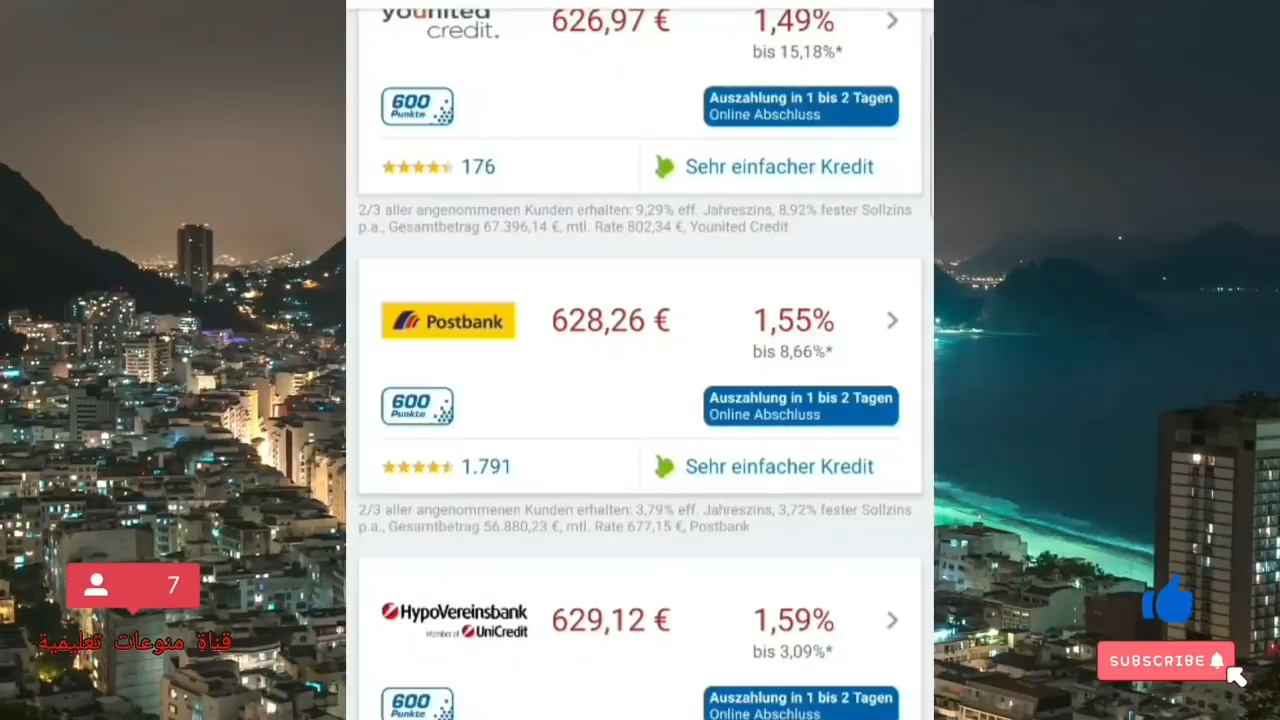 younited
credit.
626,97 €
1,49%
bis 15,18%*
600
Punkte
Auszahlung in 1 bis 2 Tagen
Online Abschluss
176
Sehr einfacher Kredit
2/3 aller angenommenen Kunden erhalten: 9,29% eff. Jahreszins, 8,92% fester Sollzins
p.a., Gesamtbetrag 67.396,14 €, mtl. Rate 802,34 €, Younited Credit
Postbank
628,26 €
1,55%
bis 8,66%*
600
Punkte
Auszahlung in 1 bis 2 Tagen
Online Abschluss
1.791
Sehr einfacher Kredit
2/3 aller angenommenen Kunden erhalten: 3,79% eff. Jahreszins, 3,72% fester Sollzins
p.a., Gesamtbetrag 56.880,23 €, mtl. Rate 677,15 €, Postbank
HypoVereinsbank
Member of UniCredit
629,12 €
1,59%
bis 3,09%*
600
Punkte
Auszahlung in 1 bis 2 Tagen
Online Abschluss
7
قناة منوعات تعليمية
SUBSCRIBE